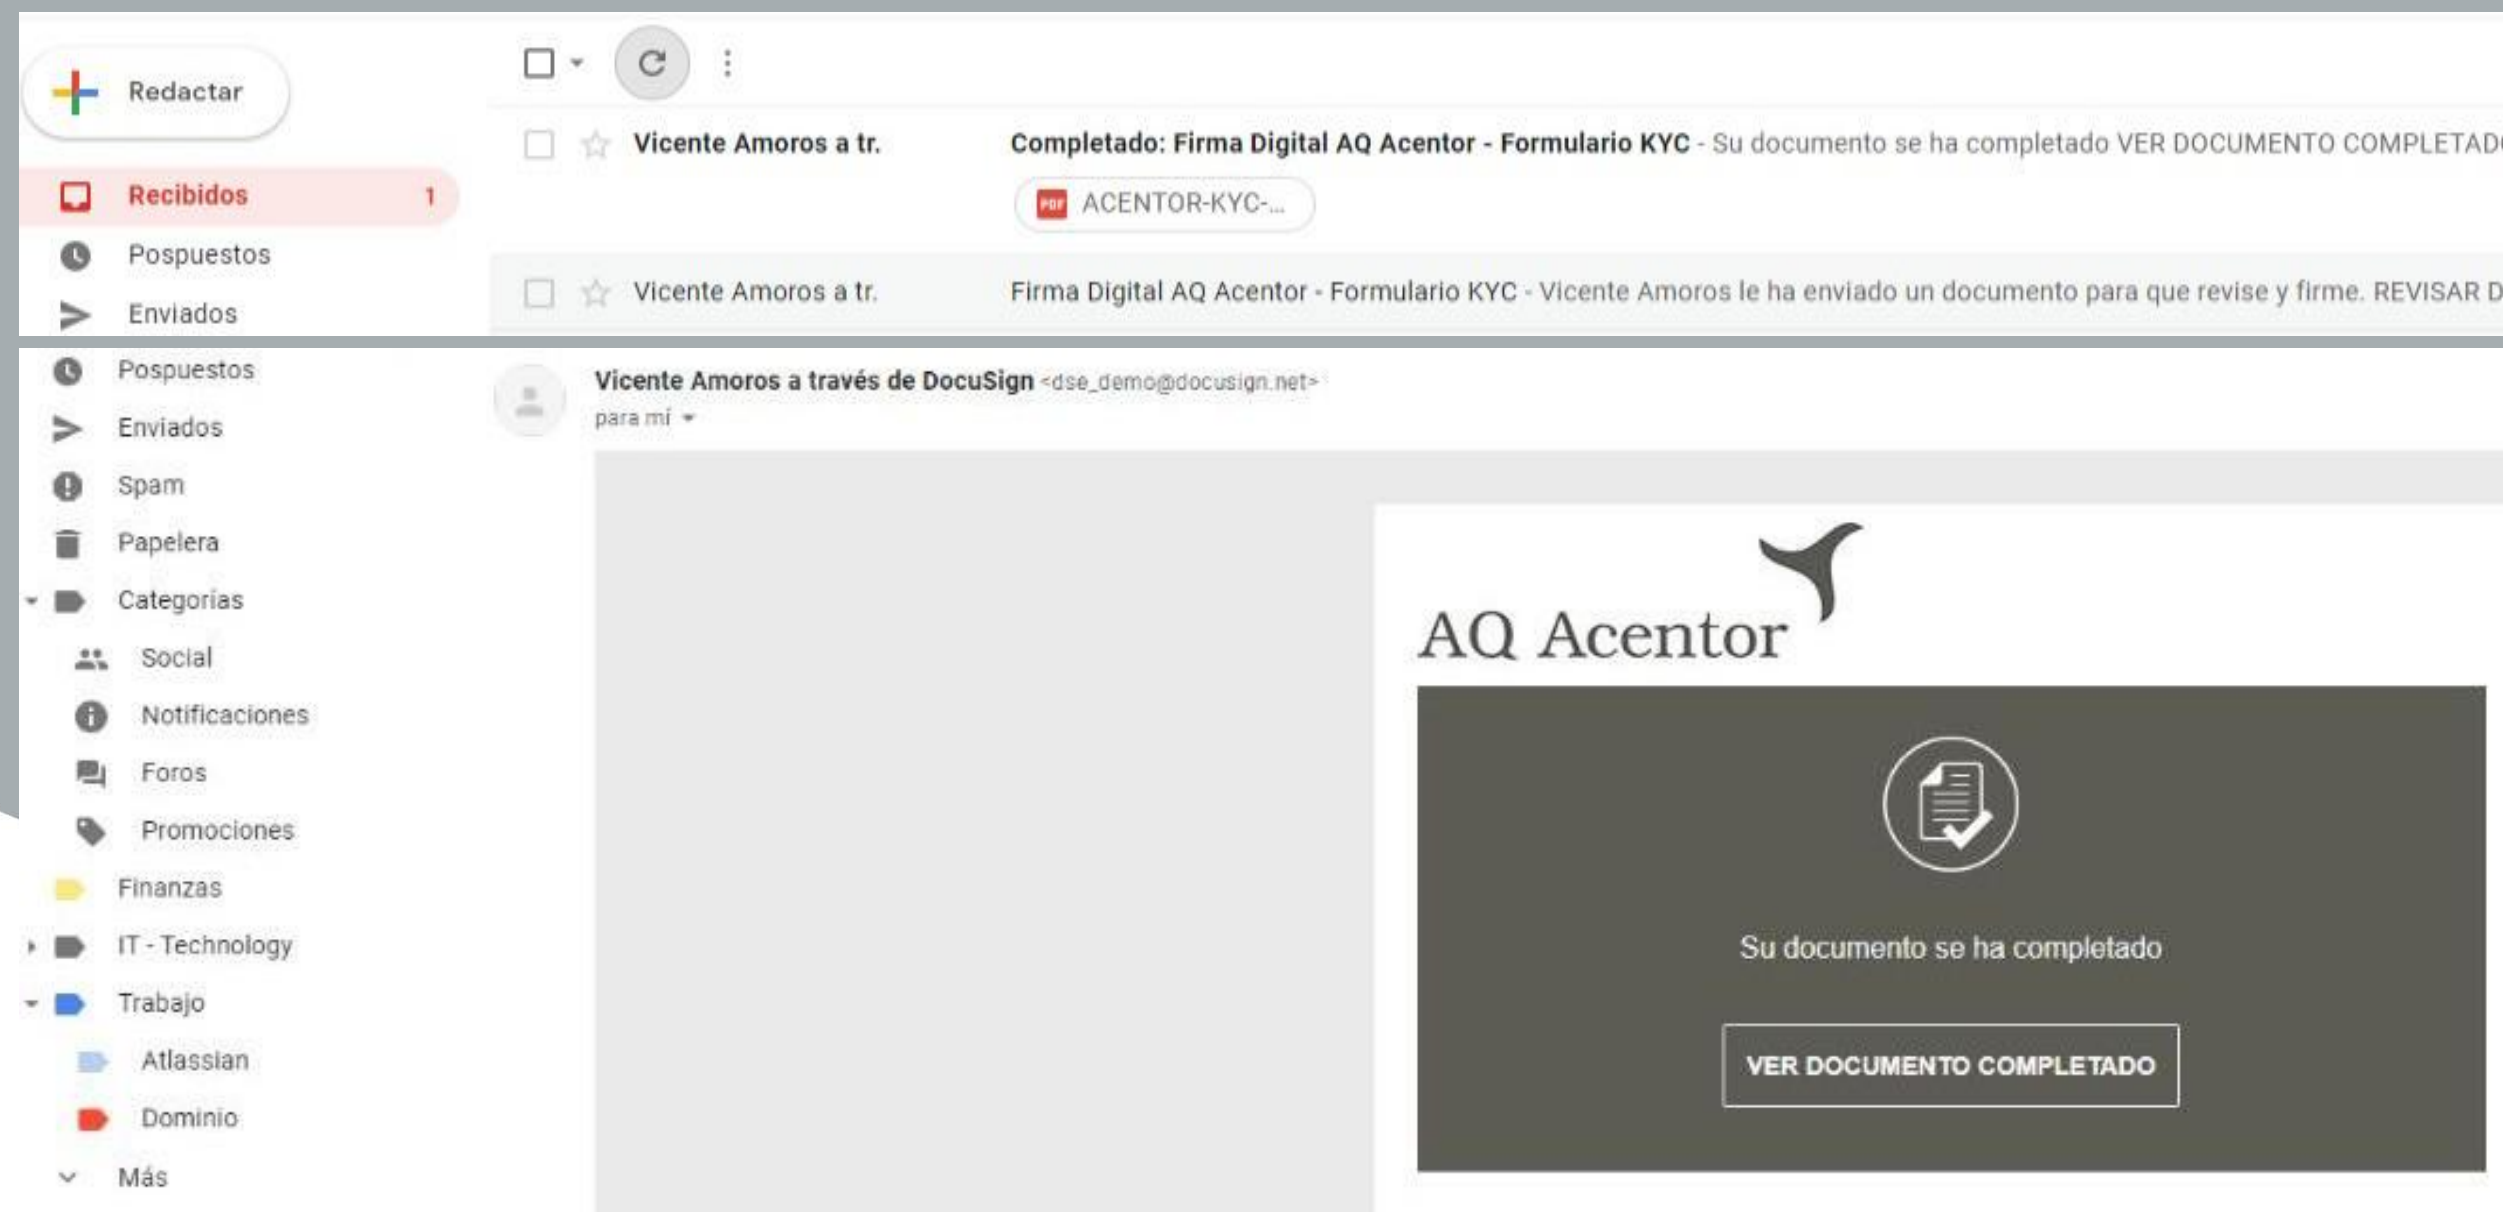 Redactar
Vicente Amoros a tr.
Completado: Firma Digital AQ Acentor - Formulario KYC - Su documento se ha completado VER DOCUMENTO COMPLETADO
PDF ACENTOR-KYC-...
Recibidos 1
Pospuestos
Enviados
Vicente Amoros a tr.
Firma Digital AQ Acentor - Formulario KYC - Vicente Amoros le ha enviado un documento para que revise y firme. REVISAR D
Pospuestos
Enviados
Spam
Papelera
Categorías
Social
Notificaciones
Foros
Promociones
Finanzas
IT - Technology
Trabajo
Atlassian
Dominio
Más
Vicente Amoros a través de DocuSign <dse_demo@docusign.net>
para mí
AQ Acentor
Su documento se ha completado
VER DOCUMENTO COMPLETADO